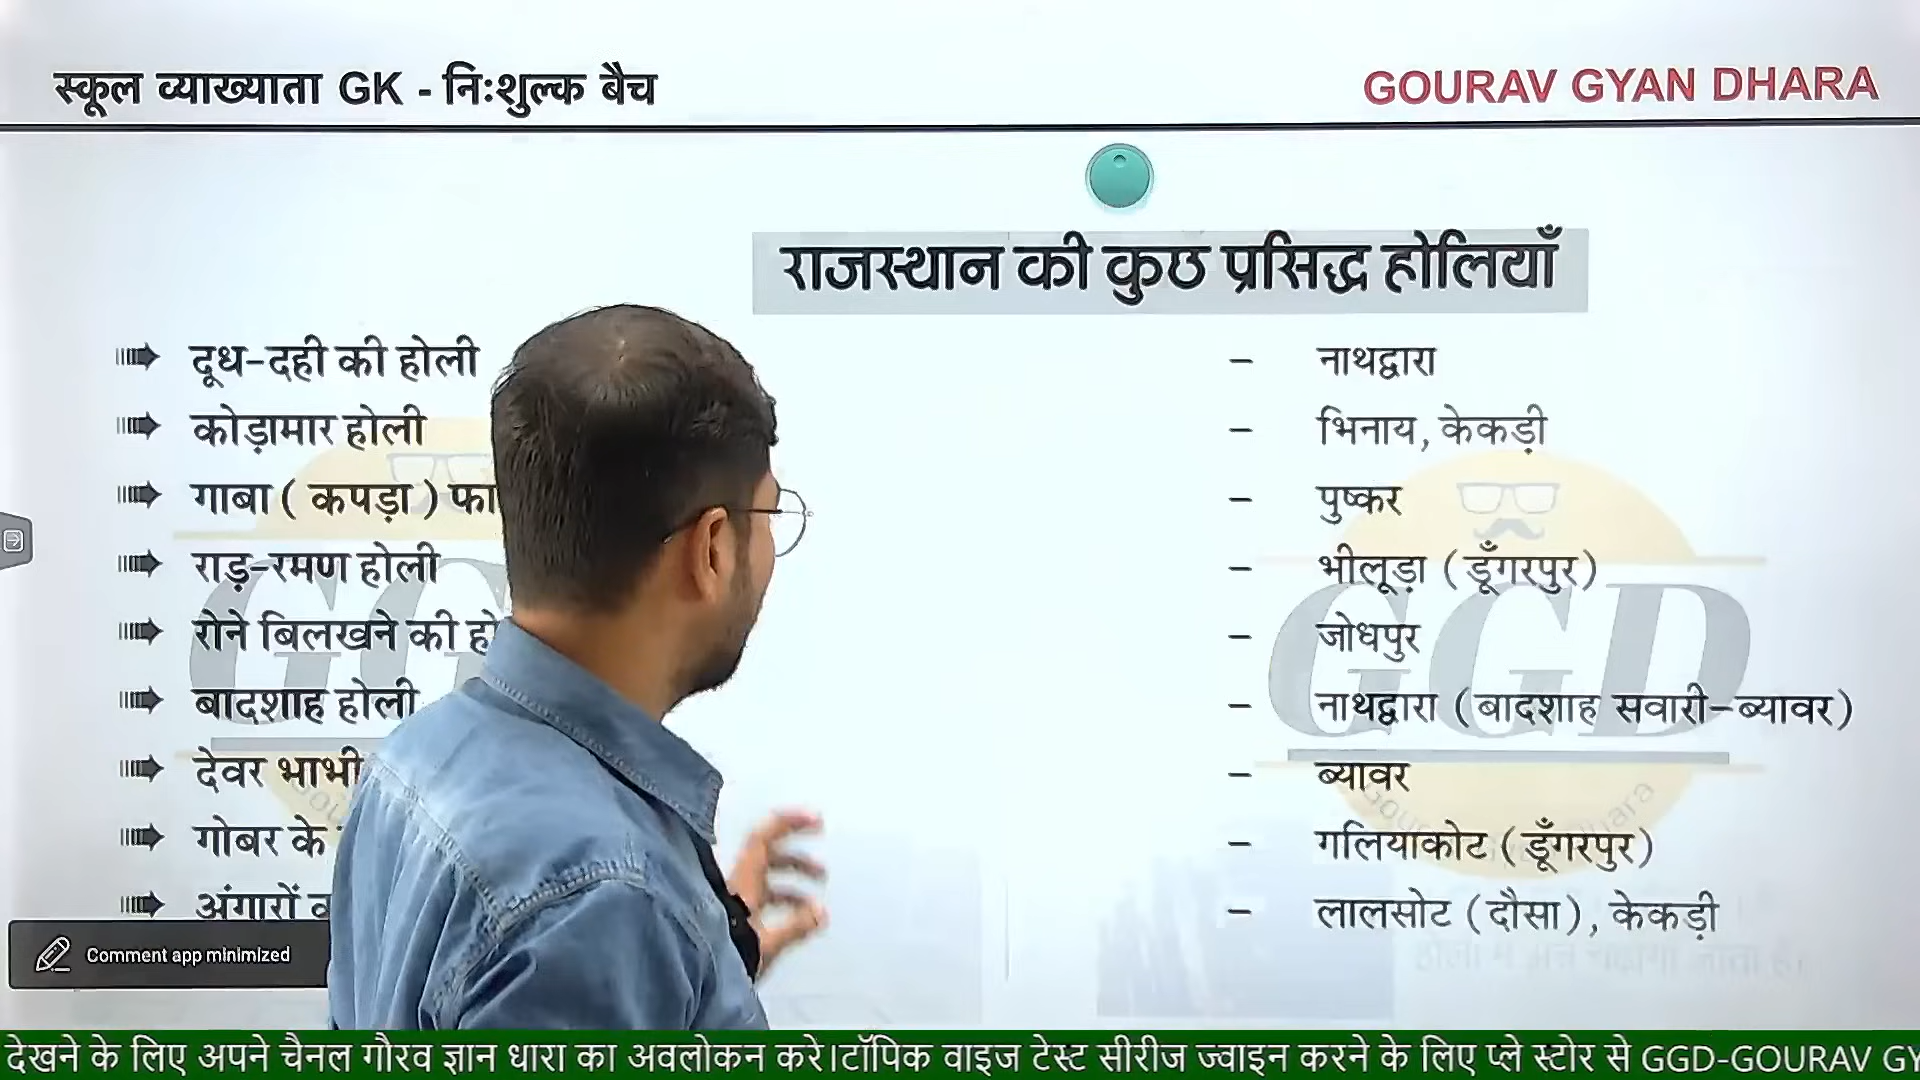 स्कूल व्याख्याता GK - निःशुल्क बैच
GOURAV GYAN DHARA
राजस्थान की कुछ प्रसिद्ध होलियाँ
दूध-दही की होली – नाथद्वारा
कोड़ामार होली – भिनाय, केकड़ी
गाबा ( कपड़ा ) – पुष्कर
राड़-रमण होली – भीलूड़ा ( डूँगरपुर )
रोने बिलखने की – जोधपुर
बादशाह होली – नाथद्वारा ( बादशाह सवारी-ब्यावर )
देवर भाभी – ब्यावर
गोबर के – गलियाकोट ( डूँगरपुर )
अंगारों – लालसोट ( दौसा ), केकड़ी
GGD
Comment app minimized
देखने के लिए अपने चैनल गौरव ज्ञान धारा का अवलोकन करे।टॉपिक वाइज टेस्ट सीरीज ज्वाइन करने के लिए प्ले स्टोर से GGD-GOURAV